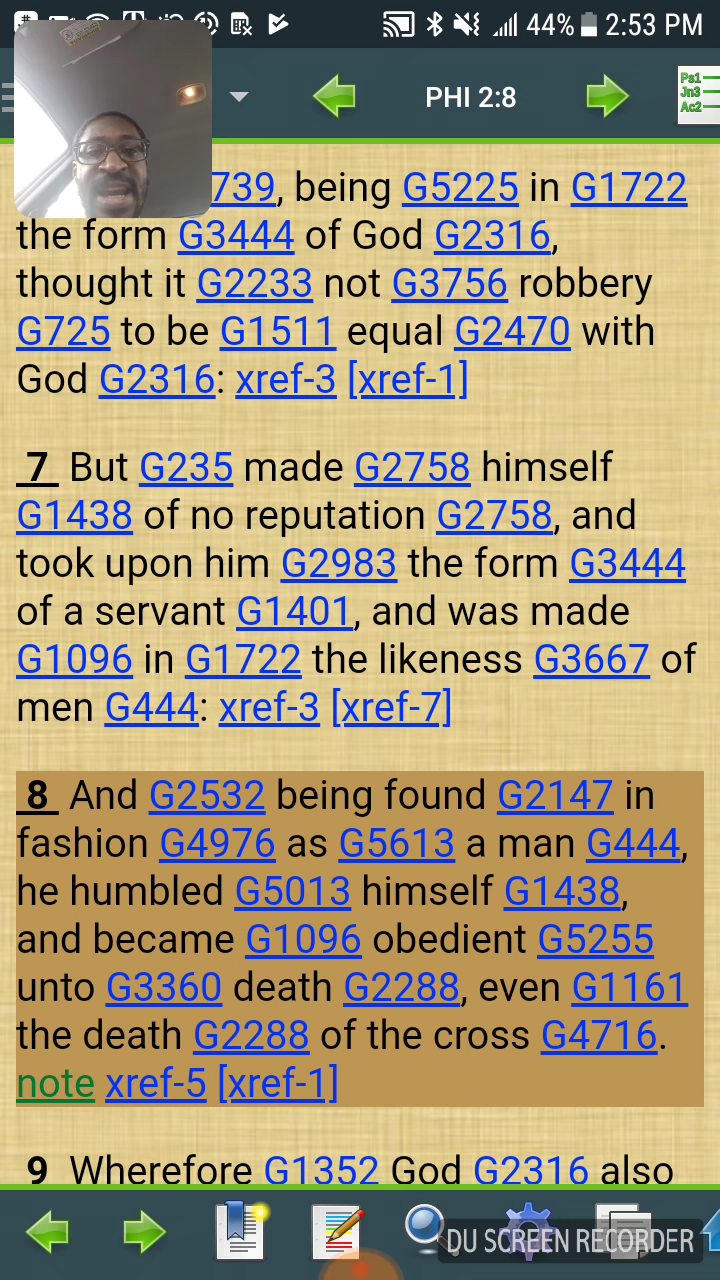 44% 2:53 PM
PHI 2:8
Ps1
Jn3
Ac2
739, being G5225 in G1722
the form G3444 of God G2316,
thought it G2233 not G3756 robbery
G725 to be G1511 equal G2470 with
God G2316: xref-3 [xref-1]
7 But G235 made G2758 himself
G1438 of no reputation G2758, and
took upon him G2983 the form G3444
of a servant G1401, and was made
G1096 in G1722 the likeness G3667 of
men G444: xref-3 [xref-7]
8 And G2532 being found G2147 in
fashion G4976 as G5613 a man G444,
he humbled G5013 himself G1438,
and became G1096 obedient G5255
unto G3360 death G2288, even G1161
the death G2288 of the cross G4716.
note xref-5 [xref-1]
9 Wherefore G1352 God G2316 also
DU SCREEN RECORDER